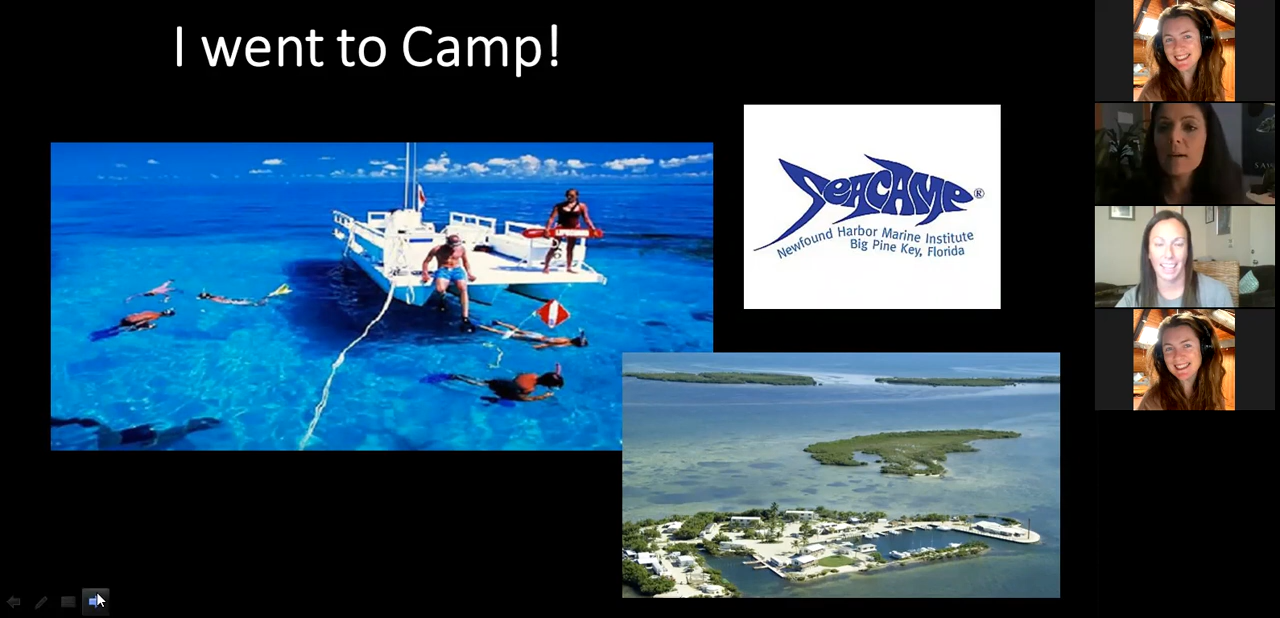 I went to Camp!
SEACAMP®
Newfound Harbor Marine Institute
Big Pine Key, Florida